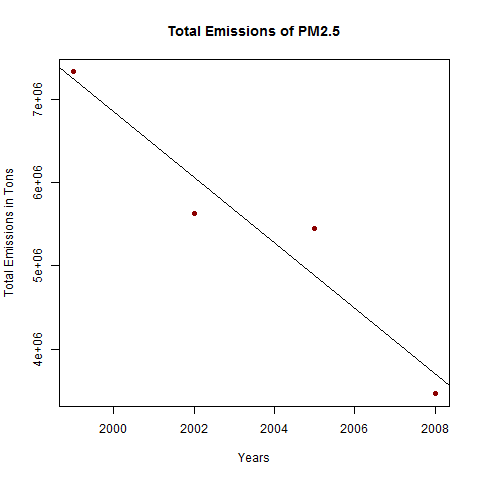 Total Emissions of PM2.5
Total Emissions in Tons
7e+06
6e+06
5e+06
4e+06
2000 2002 2004 2006 2008
Years